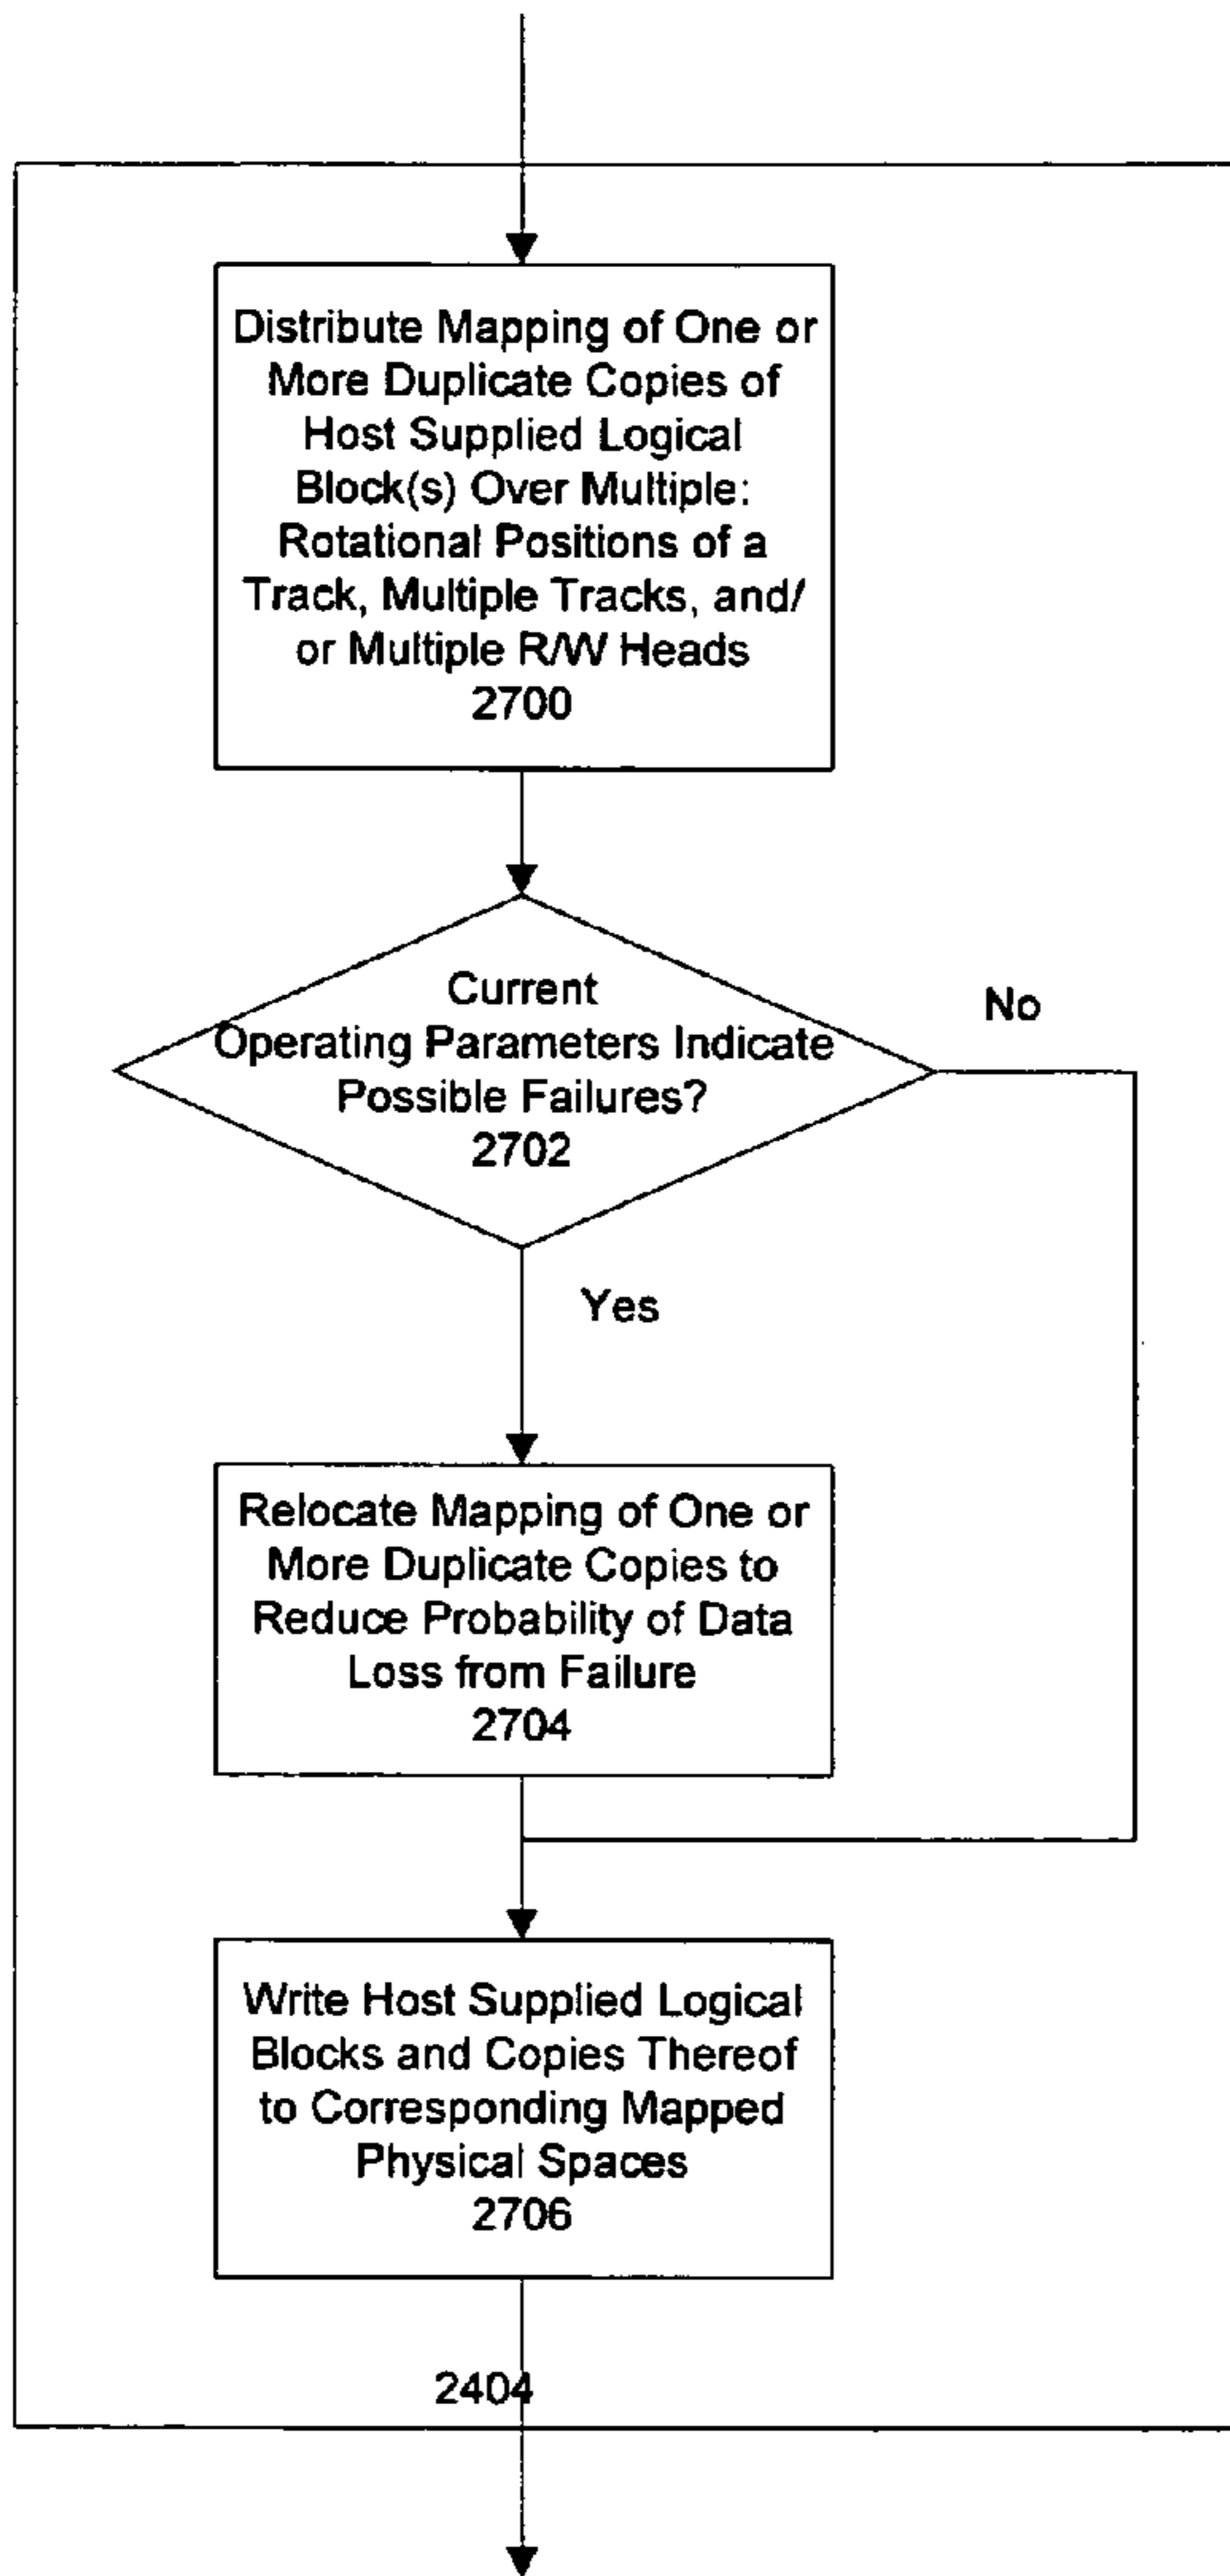 Distribute Mapping of One or
More Duplicate Copies of
Host Supplied Logical
Block(s) Over Multiple:
Rotational Positions of a
Track, Multiple Tracks, and/
or Multiple R/W Heads
2700
Current
Operating Parameters Indicate
Possible Failures?
2702
No
Yes
Relocate Mapping of One or
More Duplicate Copies to
Reduce Probability of Data
Loss from Failure
2704
Write Host Supplied Logical
Blocks and Copies Thereof
to Corresponding Mapped
Physical Spaces
2706
2404